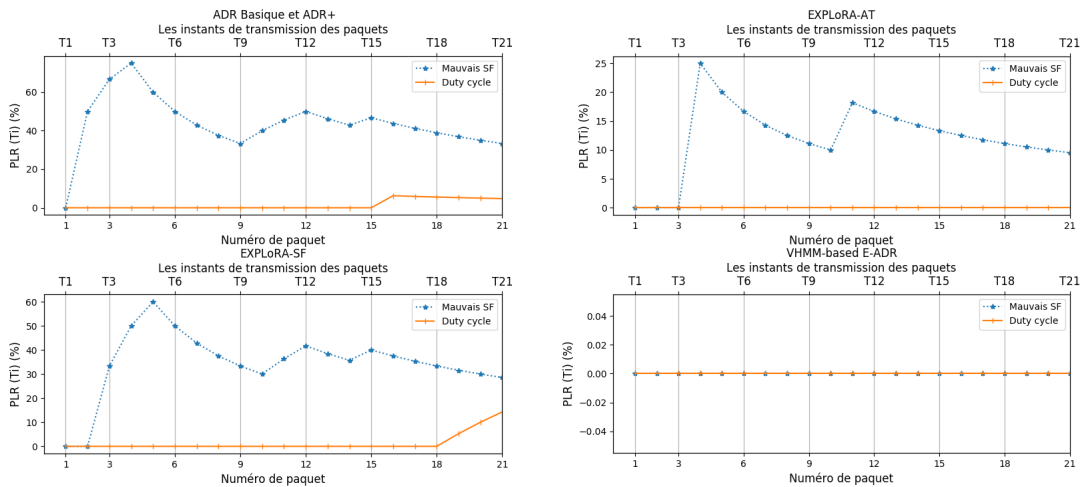 ADR Basique et ADR+
Les instants de transmission des paquets
T1 T3 T6 T9 T12 T15 T18 T21
PLR (Ti) (%)
60
40
20
0
Mauvais SF
Duty cycle
1 3 6 9 12 15 18 21
Numéro de paquet
EXPLoRA-AT
Les instants de transmission des paquets
T1 T3 T6 T9 T12 T15 T18 T21
PLR (Ti) (%)
25
20
15
10
5
0
Mauvais SF
Duty cycle
1 3 6 9 12 15 18 21
Numéro de paquet
EXPLoRA-SF
Les instants de transmission des paquets
T1 T3 T6 T9 T12 T15 T18 T21
PLR (Ti) (%)
60
50
40
30
20
10
0
Mauvais SF
Duty cycle
1 3 6 9 12 15 18 21
Numéro de paquet
VHMM-based E-ADR
Les instants de transmission des paquets
T1 T3 T6 T9 T12 T15 T18 T21
PLR (Ti) (%)
0.04
0.02
0.00
−0.02
−0.04
Mauvais SF
Duty cycle
1 3 6 9 12 15 18 21
Numéro de paquet